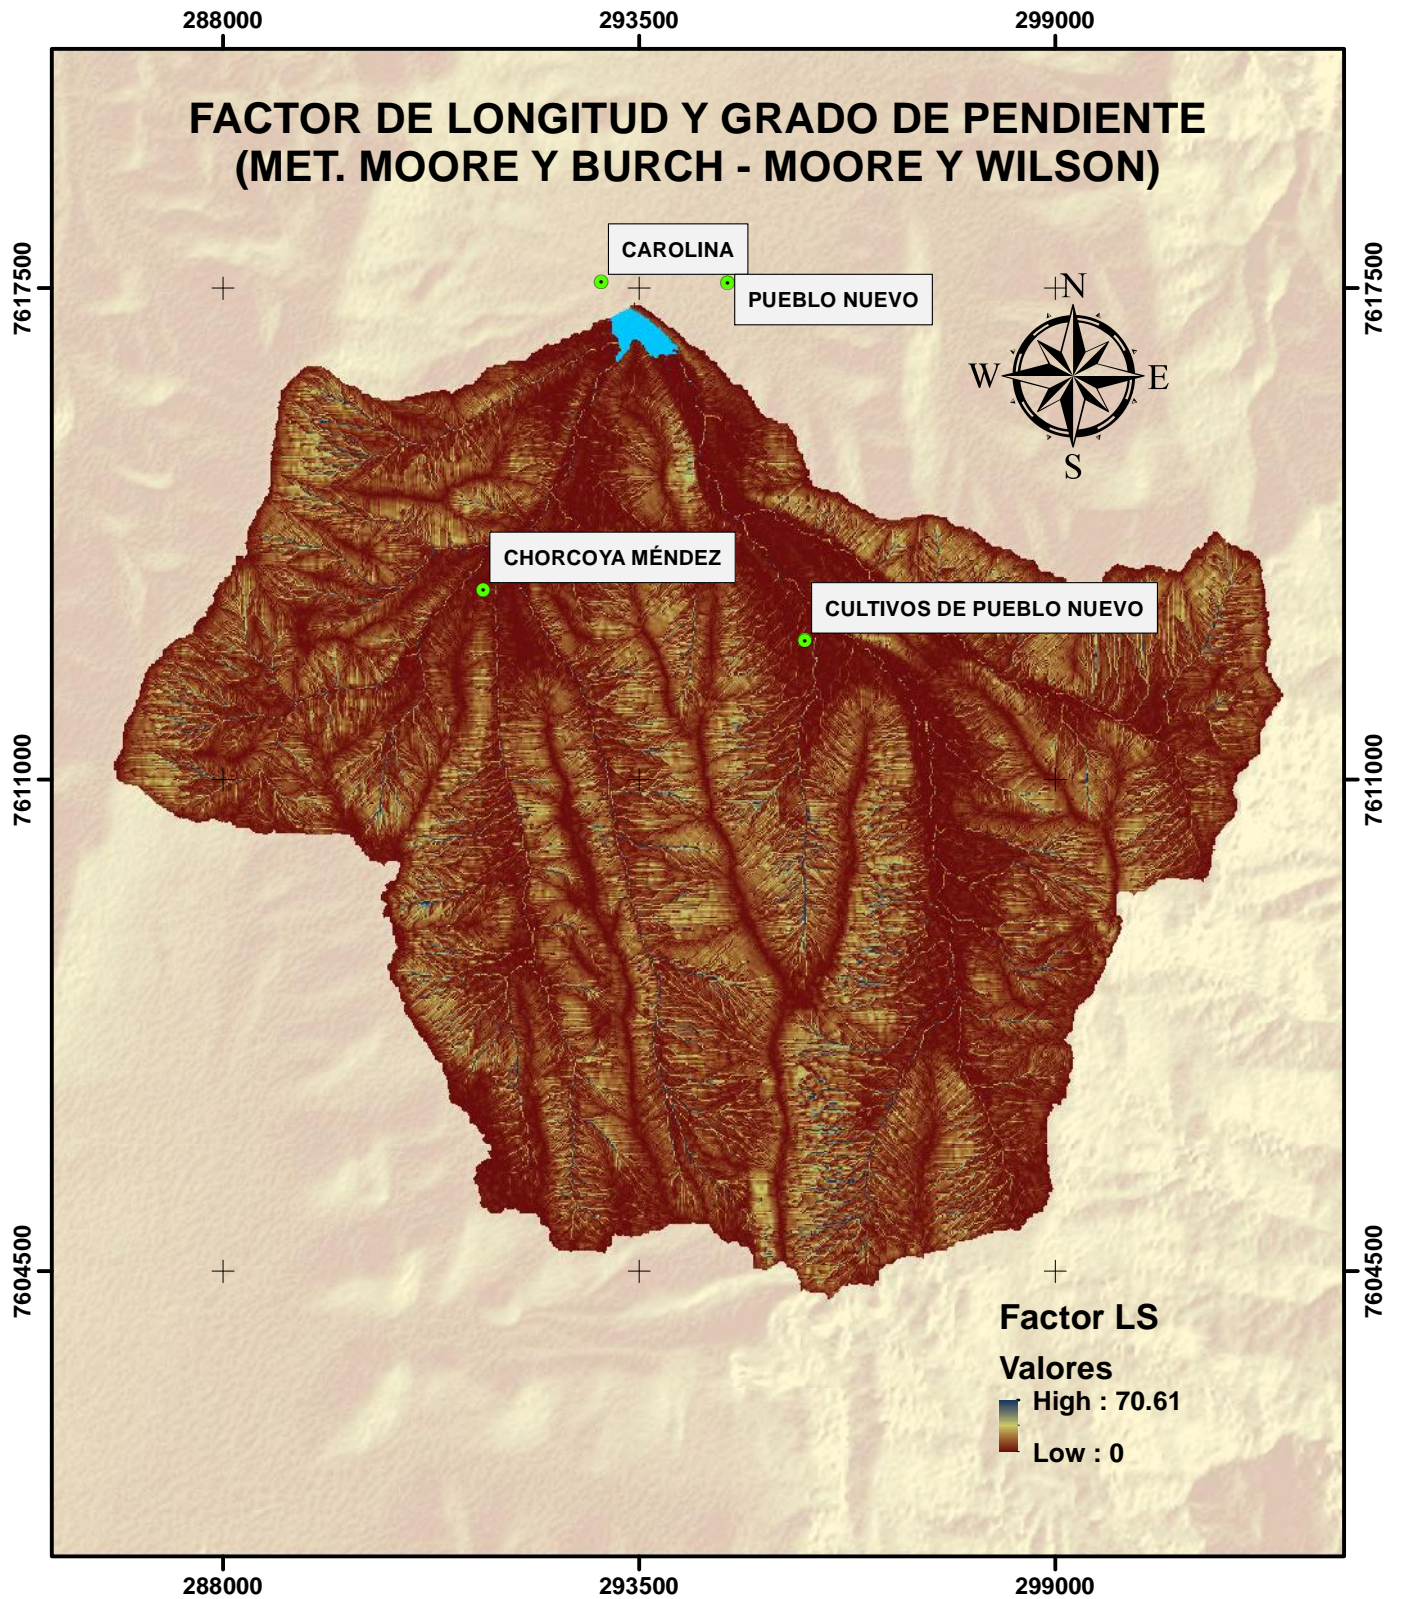 288000 293500 299000
FACTOR DE LONGITUD Y GRADO DE PENDIENTE
(MET. MOORE Y BURCH - MOORE Y WILSON)
CAROLINA
PUEBLO NUEVO
7617500 7617500
N
W E
S
CHORCOYA MÉNDEZ
CULTIVOS DE PUEBLO NUEVO
7611000 7611000
7604500 7604500
Factor LS
Valores
High : 70.61
Low : 0
288000 293500 299000